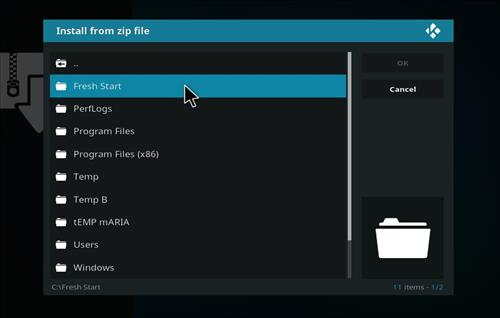 Install from zip file
..
OK
Fresh Start
Cancel
PerfLogs
Program Files
Program Files (x86)
Temp
Temp B
tEMP mARIA
Users
Windows
C:\Fresh Start
11 items - 1/2